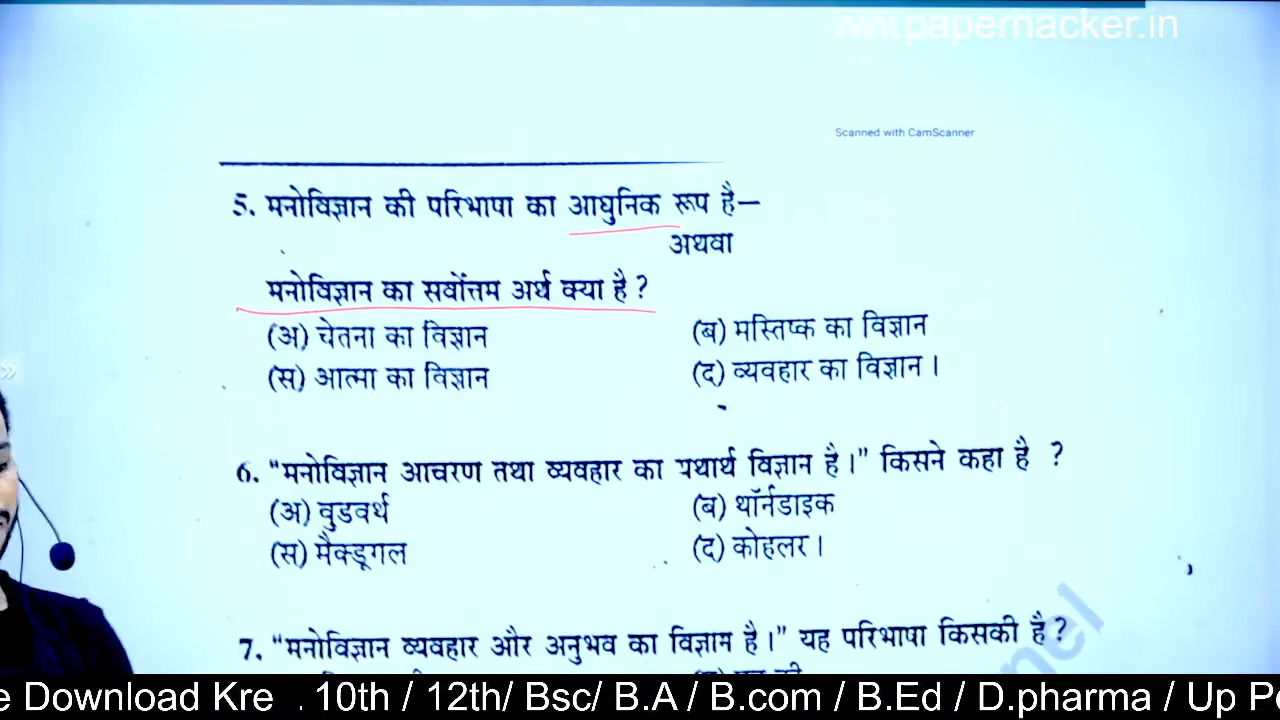 www.papernacker.in
Scanned with CamScanner
5. मनोविज्ञान की परिभाषा का आधुनिक रूप है—
अथवा
मनोविज्ञान का सर्वोत्तम अर्थ क्या है ?
(अ) चेतना का विज्ञान (ब) मस्तिष्क का विज्ञान
(स) आत्मा का विज्ञान (द) व्यवहार का विज्ञान ।
6. “मनोविज्ञान आचरण तथा व्यवहार का यथार्थ विज्ञान है।” किसने कहा है ?
(अ) वुडवर्थ (ब) थॉर्नडाइक
(स) मैक्डूगल (द) कोहलर ।
7. “मनोविज्ञान व्यवहार और अनुभव का विज्ञान है।” यह परिभाषा किसकी है ?
e Download Kre . 10th / 12th/ Bsc/ B.A / B.com / B.Ed / D.pharma / Up Po